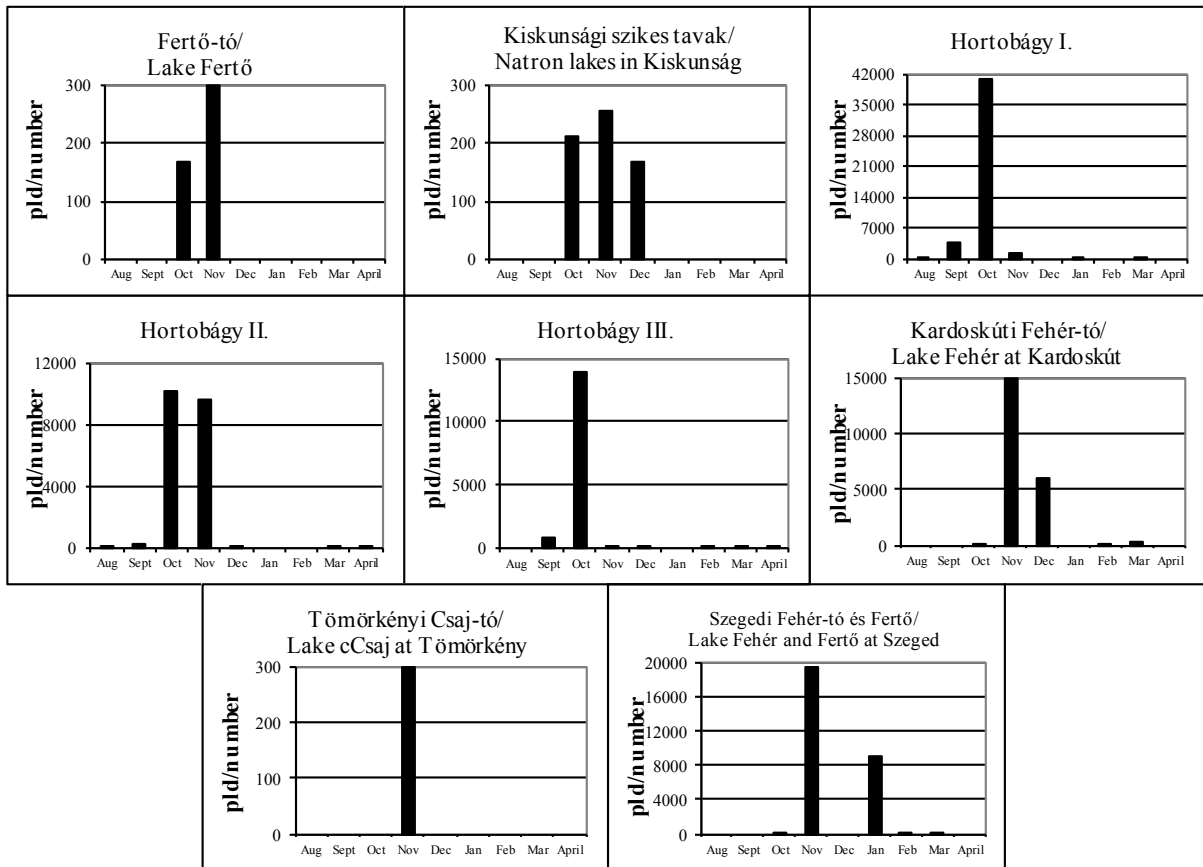 Fertő-tó/
Lake Fertő
pld/number
300
200
100
0
Aug Sept Oct Nov Dec Jan Feb Mar April
Kiskunsági szikes tavak/
Natron lakes in Kiskunság
pld/number
300
200
100
0
Aug Sept Oct Nov Dec Jan Feb Mar April
Hortobágy I.
pld/number
42000
35000
28000
21000
14000
7000
0
Aug Sept Oct Nov Dec Jan Feb Mar April
Hortobágy II.
pld/number
12000
8000
4000
0
Aug Sept Oct Nov Dec Jan Feb Mar April
Hortobágy III.
pld/number
15000
10000
5000
0
Aug Sept Oct Nov Dec Jan Feb Mar April
Kardoskúti Fehér-tó/
Lake Fehér at Kardoskút
pld/number
15000
10000
5000
0
Aug Sept Oct Nov Dec Jan Feb Mar April
Tömörkényi Csaj-tó/
Lake cCsaj at Tömörkény
pld/number
300
200
100
0
Aug Sept Oct Nov Dec Jan Feb Mar April
Szegedi Fehér-tó és Fertő/
Lake Fehér and Fertő at Szeged
pld/number
20000
16000
12000
8000
4000
0
Aug Sept Oct Nov Dec Jan Feb Mar April